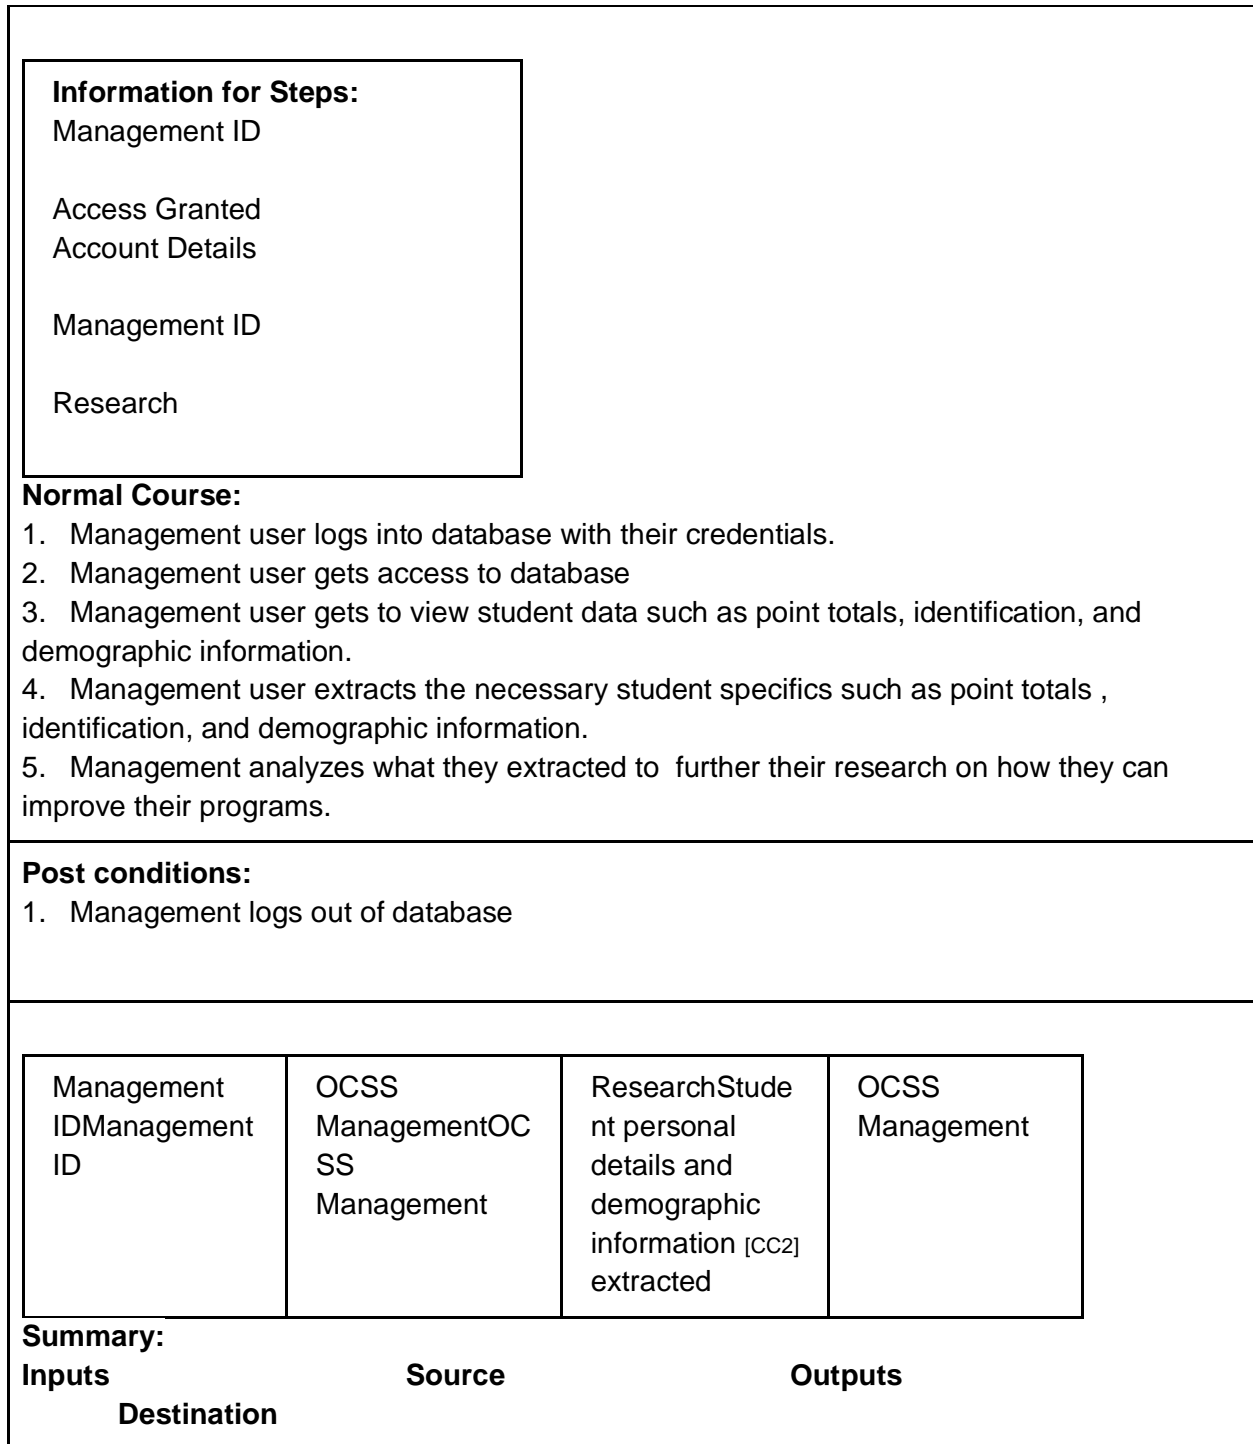 Information for Steps:
Management ID
Access Granted
Account Details
Management ID
Research
Normal Course:
1. Management user logs into database with their credentials.
2. Management user gets access to database
3. Management user gets to view student data such as point totals, identification, and
demographic information.
4. Management user extracts the necessary student specifics such as point totals ,
identification, and demographic information.
5. Management analyzes what they extracted to  further their research on how they can
improve their programs.
Post conditions:
1. Management logs out of database
Management
IDManagement
ID
OCSS
ManagementOC
SS
Management
ResearchStude
nt personal
details and
demographic
information [CC2]
extracted
OCSS
Management
Summary:
Inputs Source Outputs
Destination